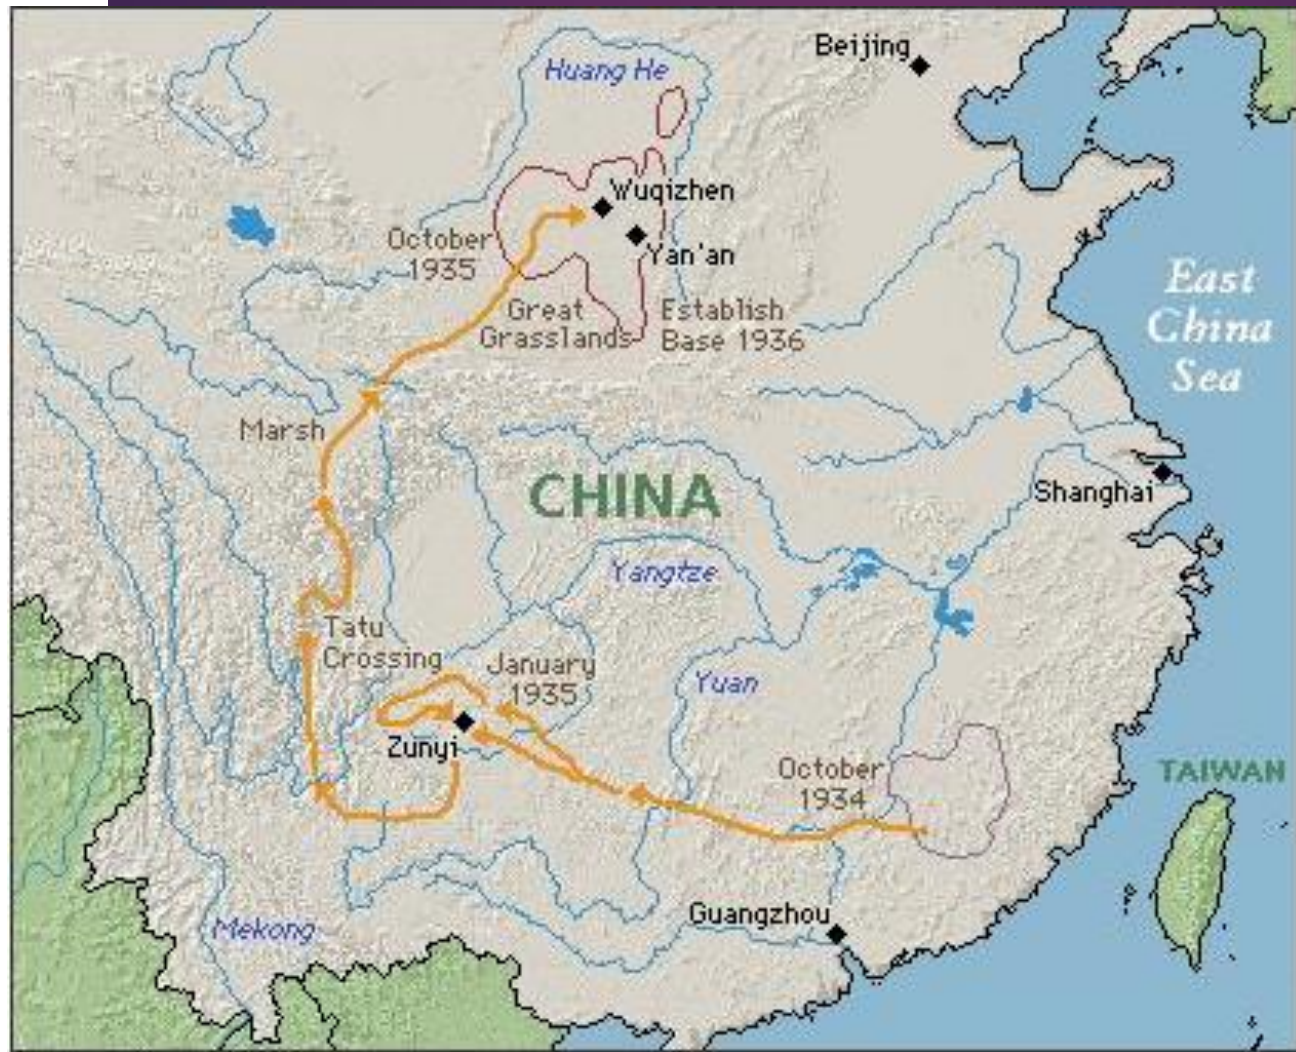 Beijing
Huang He
Wuqizhen
October
1935
Yan'an
Great
Grasslands
Establish
Base 1936
East
China
Sea
Marsh
CHINA
Shanghai
Yangtze
Tatu
Crossing
January
1935
Yuan
Zunyi
October
1934
TAIWAN
Guangzhou
Mekong